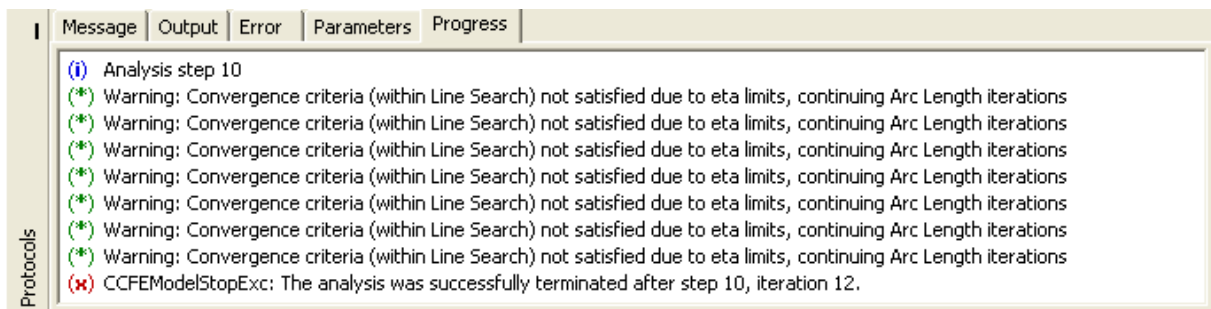 Message Output Error Parameters Progress
(i) Analysis step 10
(*) Warning: Convergence criteria (within Line Search) not satisfied due to eta limits, continuing Arc Length iterations
(*) Warning: Convergence criteria (within Line Search) not satisfied due to eta limits, continuing Arc Length iterations
(*) Warning: Convergence criteria (within Line Search) not satisfied due to eta limits, continuing Arc Length iterations
(*) Warning: Convergence criteria (within Line Search) not satisfied due to eta limits, continuing Arc Length iterations
(*) Warning: Convergence criteria (within Line Search) not satisfied due to eta limits, continuing Arc Length iterations
(*) Warning: Convergence criteria (within Line Search) not satisfied due to eta limits, continuing Arc Length iterations
(*) Warning: Convergence criteria (within Line Search) not satisfied due to eta limits, continuing Arc Length iterations
(x) CCFEModelStopExc: The analysis was successfully terminated after step 10, iteration 12.
Protocols